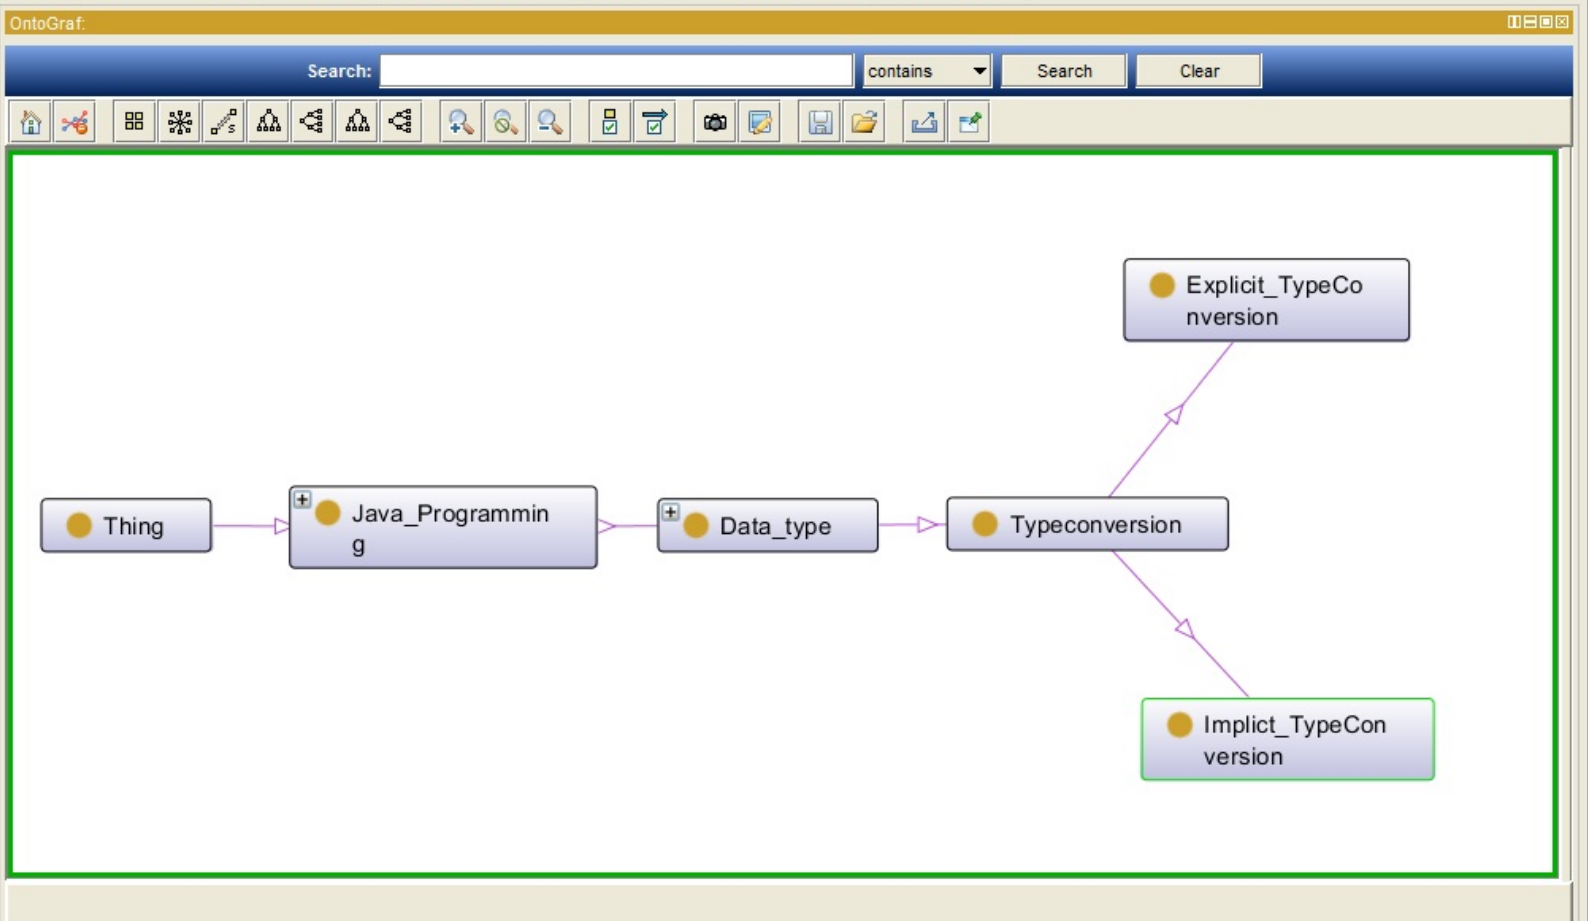 OntoGraf:
Search:
contains
Search
Clear
Explicit_TypeCo
nversion
Thing
Java_Programmin
g
Data_type
Typeconversion
Implict_TypeCon
version